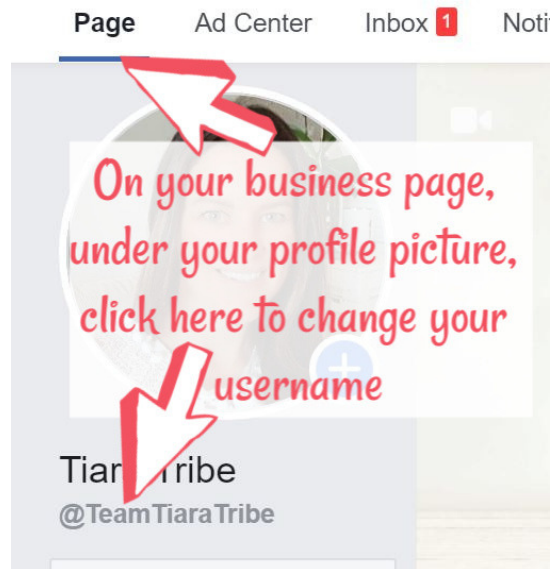 Page Ad Center Inbox 1 Noti
On your business page,
under your profile picture,
click here to change your
username
Tiara Tribe
@TeamTiaraTribe